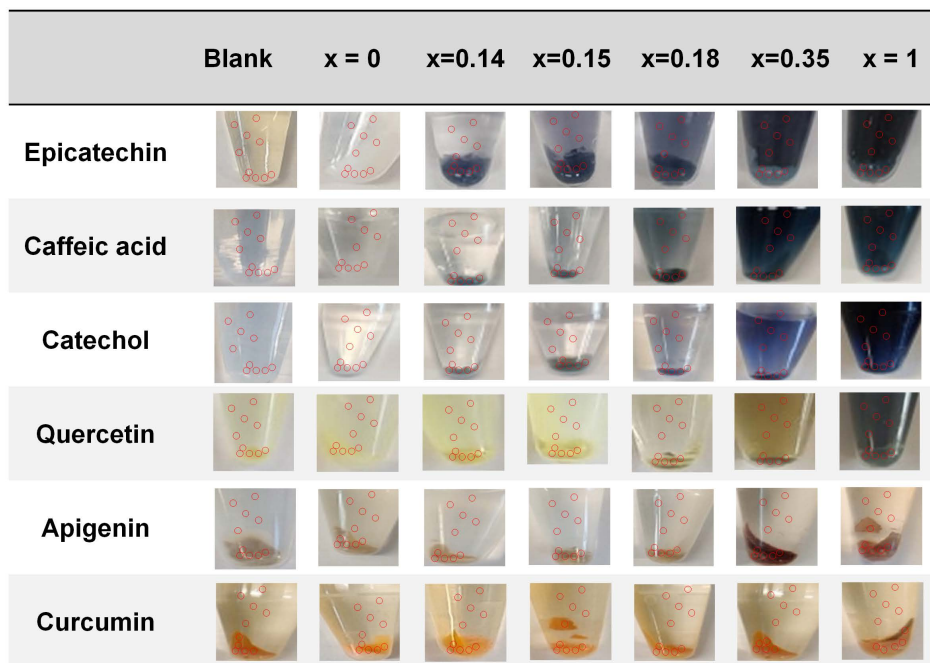 Blank x = 0 x=0.14 x=0.15 x=0.18 x=0.35 x = 1
Epicatechin
Caffeic acid
Catechol
Quercetin
Apigenin
Curcumin